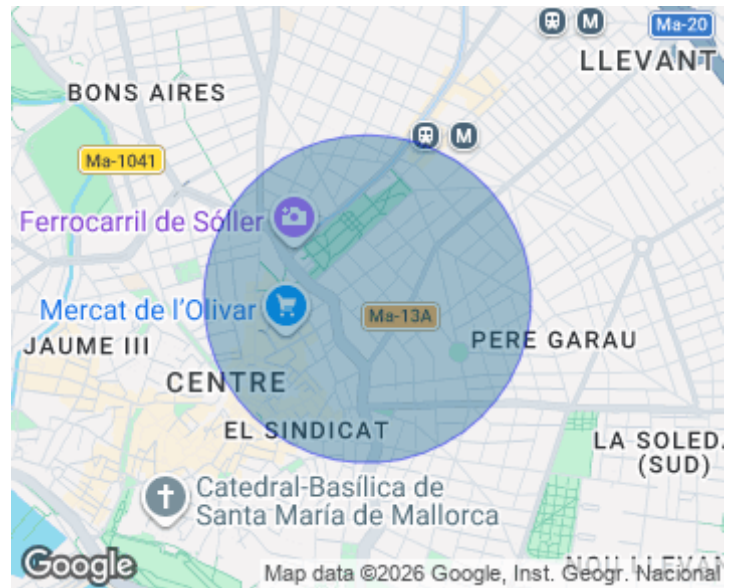 M
Ma-20
LLEVANT
BONS AIRES
M
Ma-1041
Ferrocarril de Sóller
Mercat de l'Olivar
Ma-13A
JAUME III
PERE GARAU
CENTRE
EL SINDICAT
LA SOLED
(SUD)
Catedral-Basílica de
Santa María de Mallorca
NOU LLEVAN
Google
Map data ©2026 Google, Inst. Geogr. Nacional